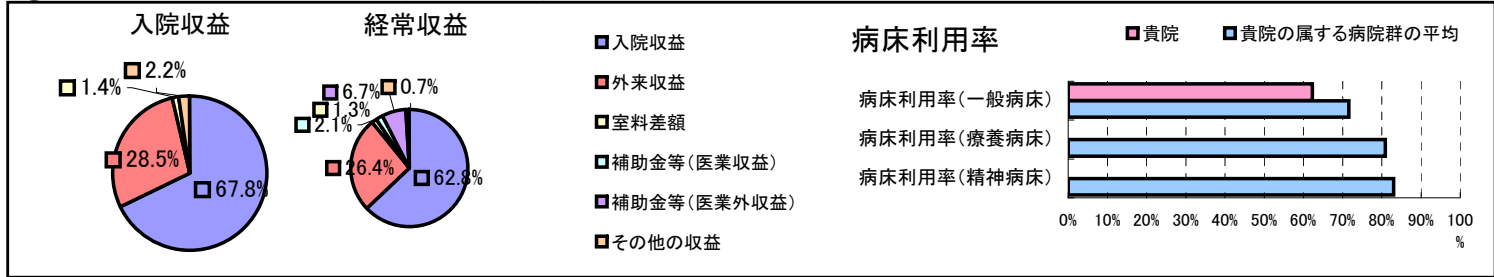 入院収益
2.2%
1.4%
28.5%
67.8%
経常収益
6.7%
0.7%
1.3%
2.1%
26.4%
62.8%
入院収益
外来収益
室料差額
補助金等(医業収益)
補助金等(医業外収益)
その他の収益
病床利用率
貴院
貴院の属する病院群の平均
病床利用率(一般病床)
病床利用率(療養病床)
病床利用率(精神病床)
0% 10% 20% 30% 40% 50% 60% 70% 80% 90% 100
%